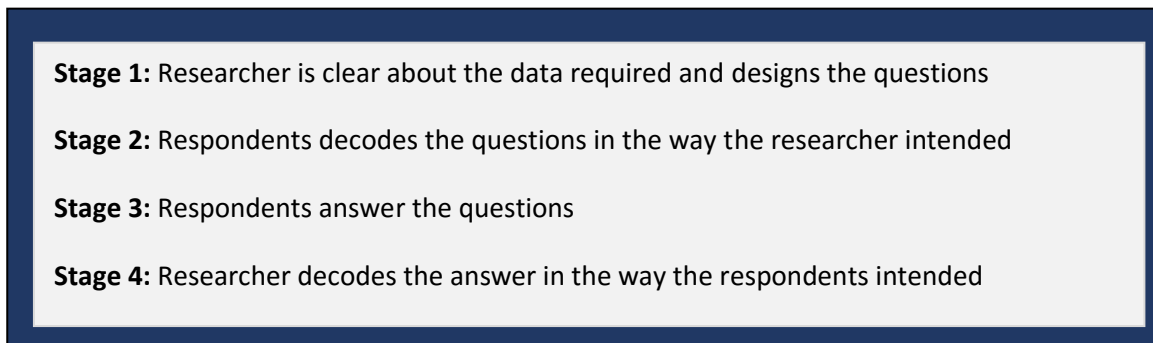 Stage 1: Researcher is clear about the data required and designs the questions
Stage 2: Respondents decodes the questions in the way the researcher intended
Stage 3: Respondents answer the questions
Stage 4: Researcher decodes the answer in the way the respondents intended